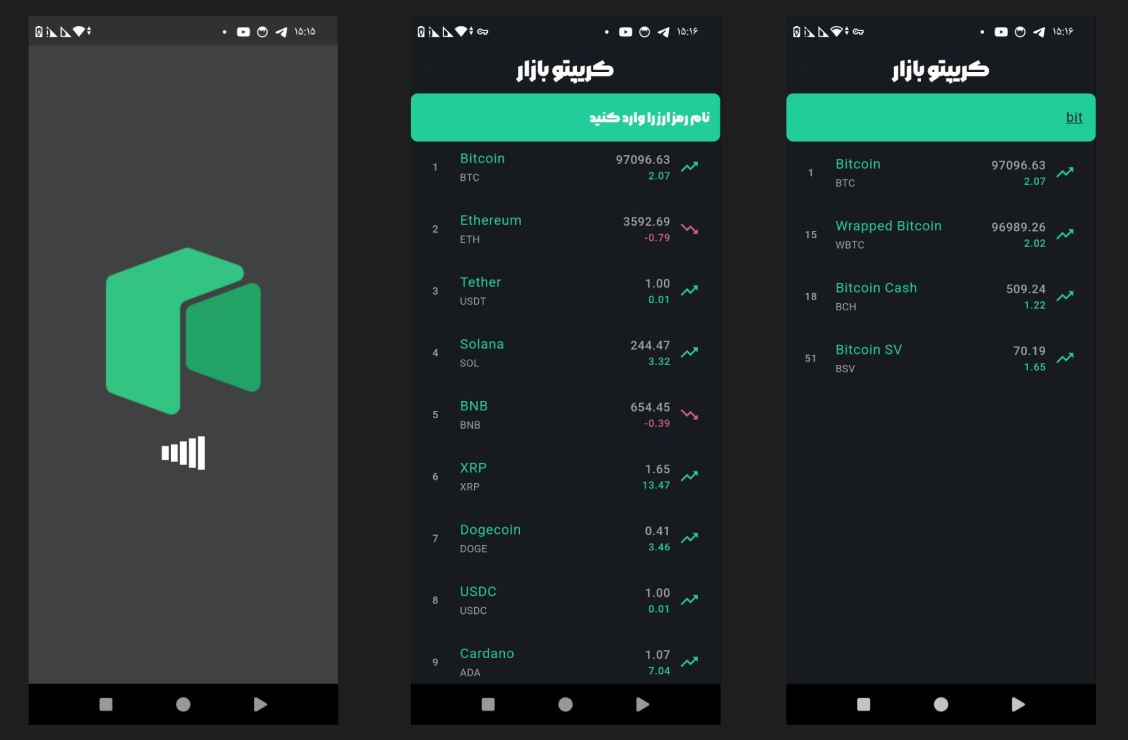 ۱۵:۱۵
۱۵:۱۶
کریپتو بازار
نام رمز ارز را وارد کنید
1
Bitcoin
97096.63
BTC
2.07
2
Ethereum
3592.69
ETH
-0.79
3
Tether
1.00
USDT
0.01
4
Solana
244.47
SOL
3.32
5
BNB
654.45
BNB
-0.39
6
XRP
1.65
XRP
13.47
7
Dogecoin
0.41
DOGE
3.46
8
USDC
1.00
USDC
0.01
9
Cardano
1.07
ADA
7.04
۱۵:۱۶
کریپتو بازار
bit
1
Bitcoin
97096.63
BTC
2.07
15
Wrapped Bitcoin
96989.26
WBTC
2.02
18
Bitcoin Cash
509.24
BCH
1.22
51
Bitcoin SV
70.19
BSV
1.65